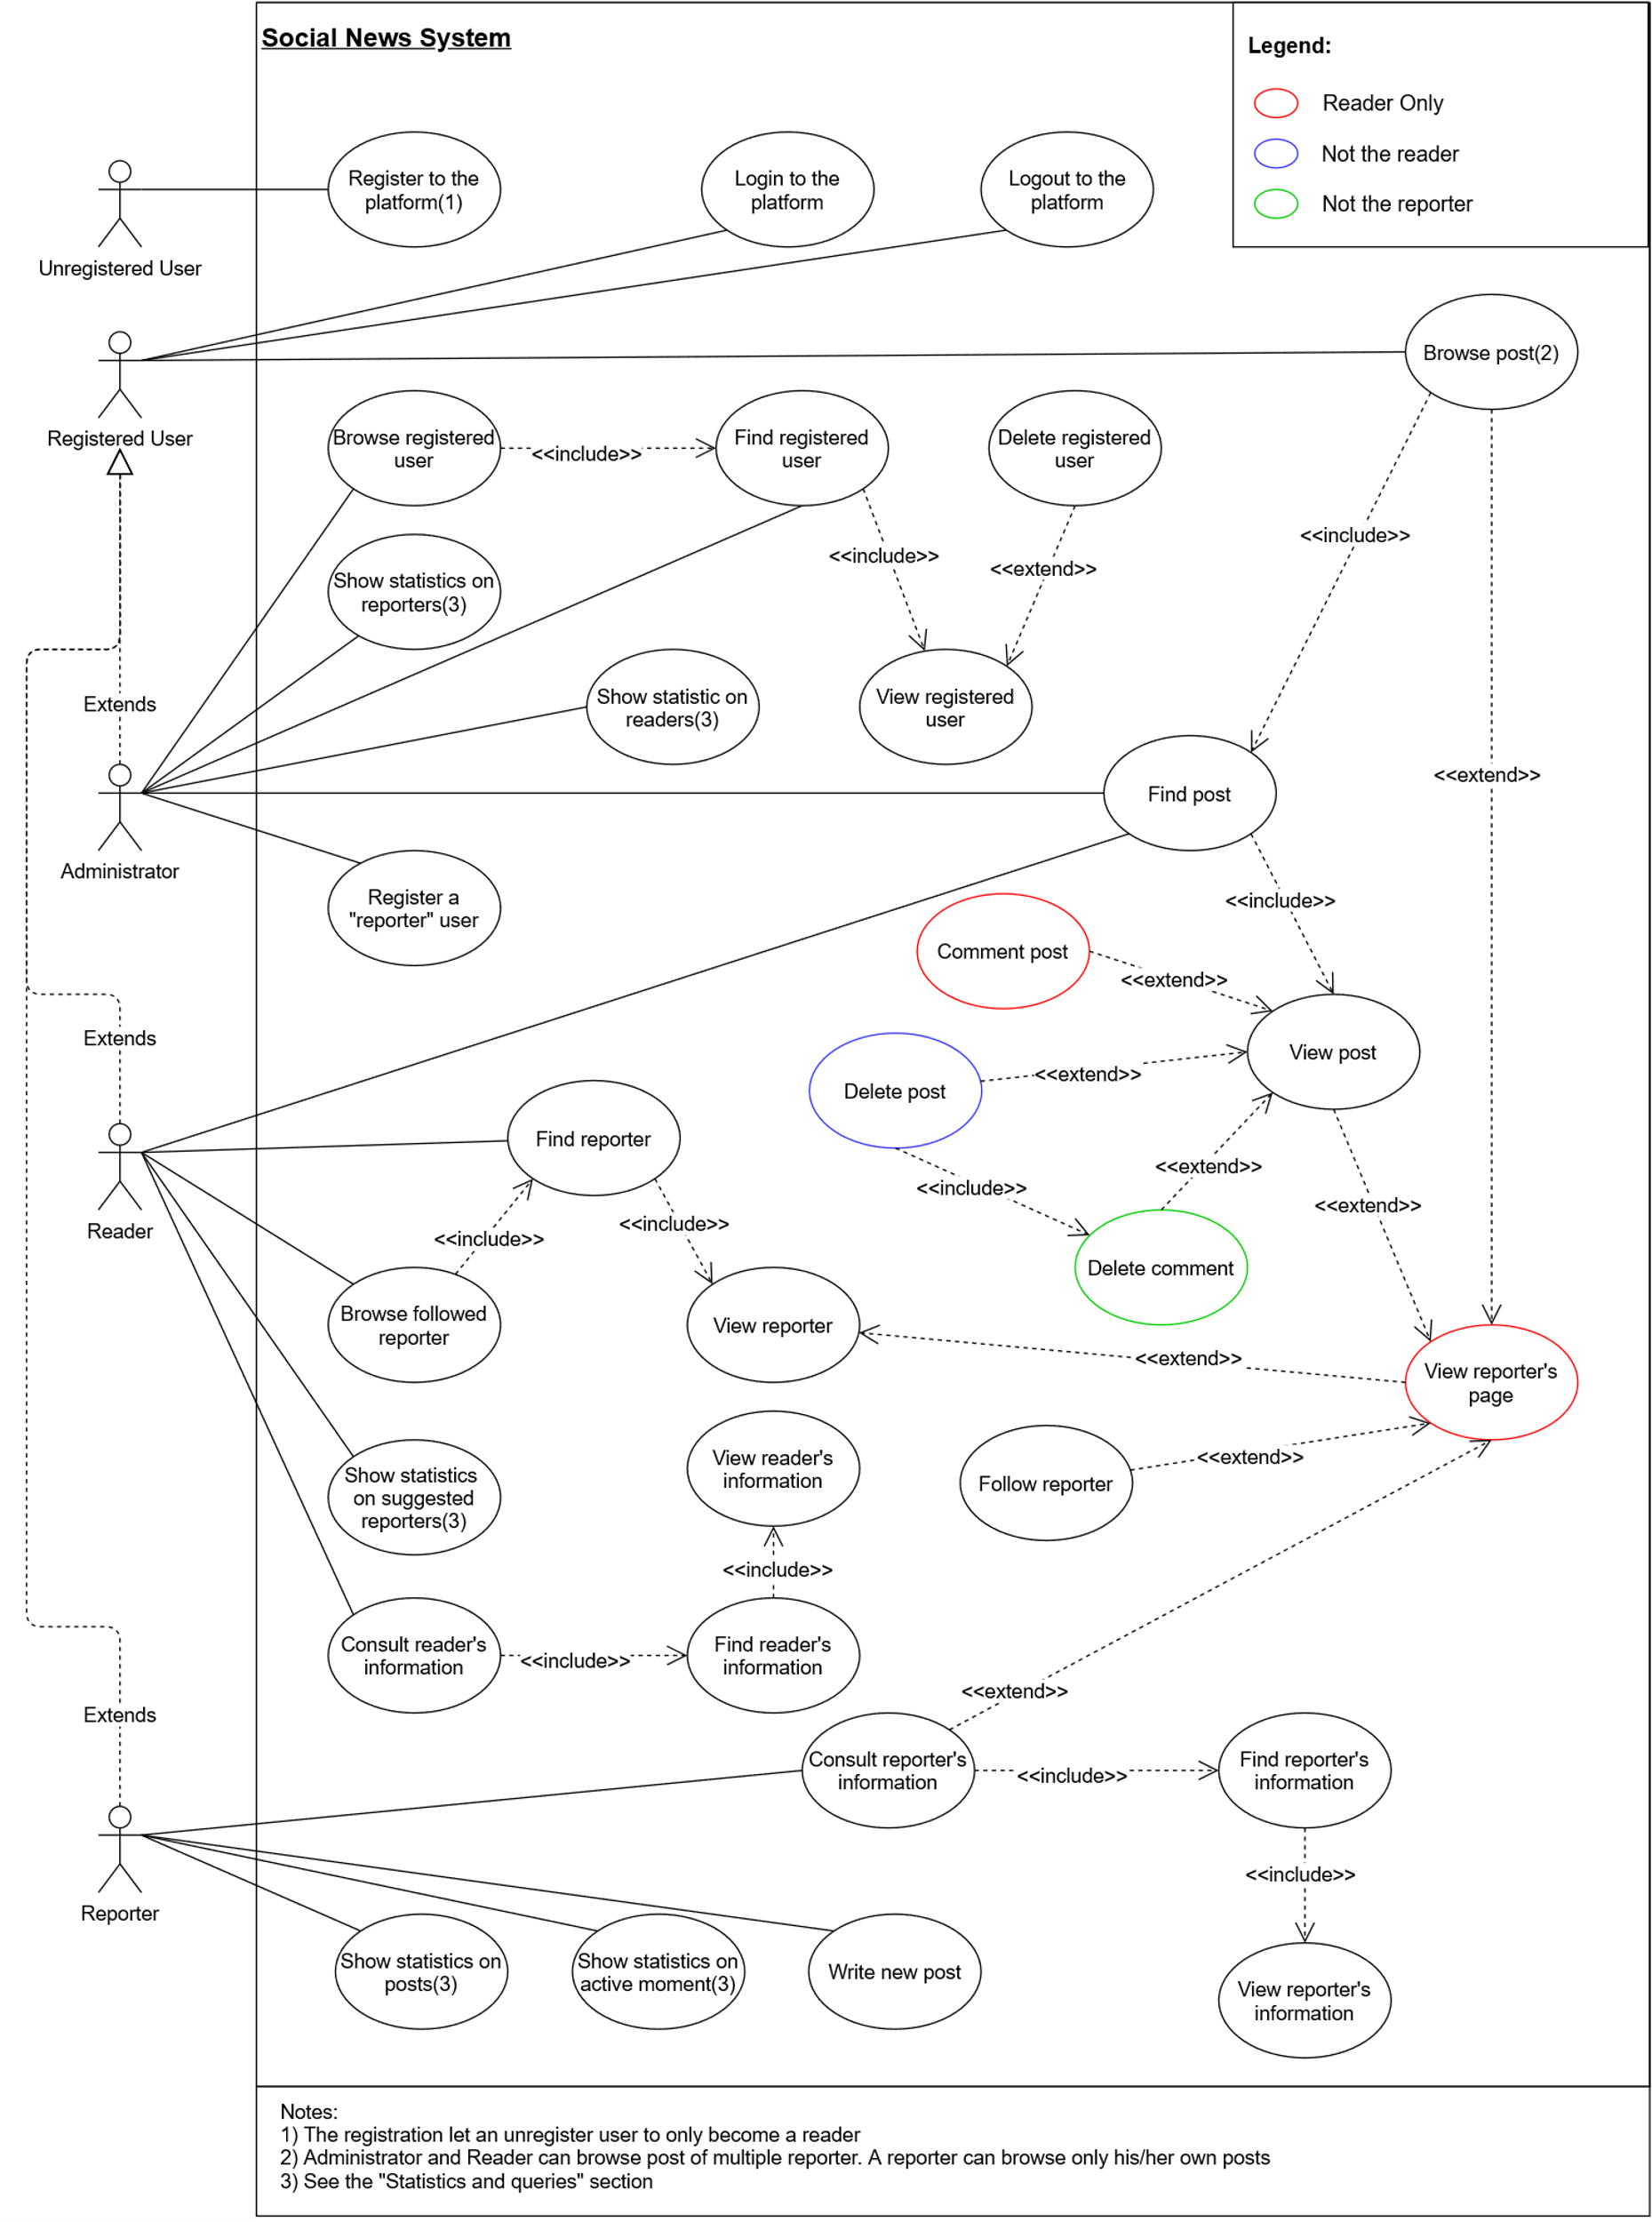 Social News System
Legend:
Reader Only
Not the reader
Not the reporter
Register to the
platform(1)
Login to the
platform
Logout to the
platform
Unregistered User
Browse post(2)
Registered User
Browse registered
user
<<include>>
Find registered
user
Delete registered
user
<<include>>
<<include>>
<<extend>>
Show statistics on
reporters(3)
Extends
Show statistic on
readers(3)
View registered
user
<<extend>>
Find post
Administrator
Register a
"reporter" user
<<include>>
Comment post
<<extend>>
Extends
View post
Delete post
<<extend>>
Find reporter
<<extend>>
<<include>>
Reader
<<include>>
<<include>>
<<extend>>
Delete comment
Browse followed
reporter
View reporter
<<extend>>
View reporter's
page
View reader's
information
<<extend>>
Follow reporter
Show statistics
on suggested
reporters(3)
<<include>>
Consult reader's
information
<<include>>
Find reader's
information
<<extend>>
Extends
Consult reporter's
information
<<include>>
Find reporter's
information
<<include>>
Reporter
Show statistics on
posts(3)
Show statistics on
active moment(3)
Write new post
View reporter's
information
Notes:
1) The registration let an unregister user to only become a reader
2) Administrator and Reader can browse post of multiple reporter. A reporter can browse only his/her own posts
3) See the "Statistics and queries" section